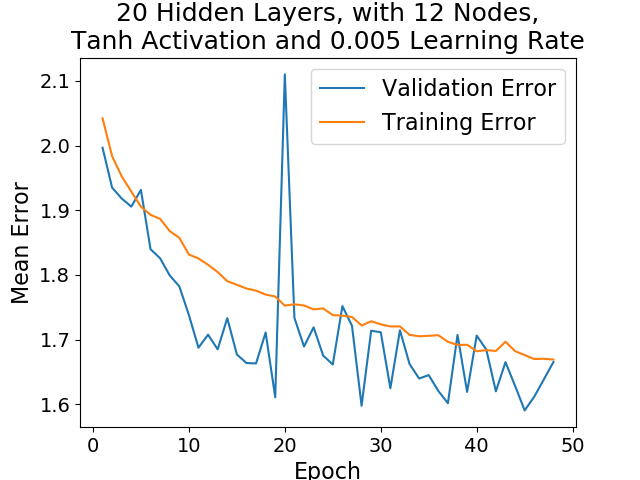 20 Hidden Layers, with 12 Nodes,
Tanh Activation and 0.005 Learning Rate
Validation Error
Training Error
Mean Error
2.1
2.0
1.9
1.8
1.7
1.6
0 10 20 30 40 50
Epoch